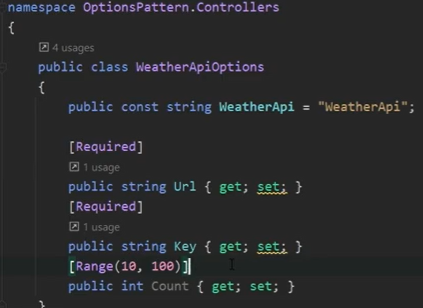 namespace OptionsPattern.Controllers
{
4 usages
public class WeatherApiOptions
{
public const string WeatherApi = "WeatherApi";
[Required]
1 usage
public string Url { get; set; }
[Required]
1 usage
public string Key { get; set; }
[Range(10, 100)]
public int Count { get; set; }
}